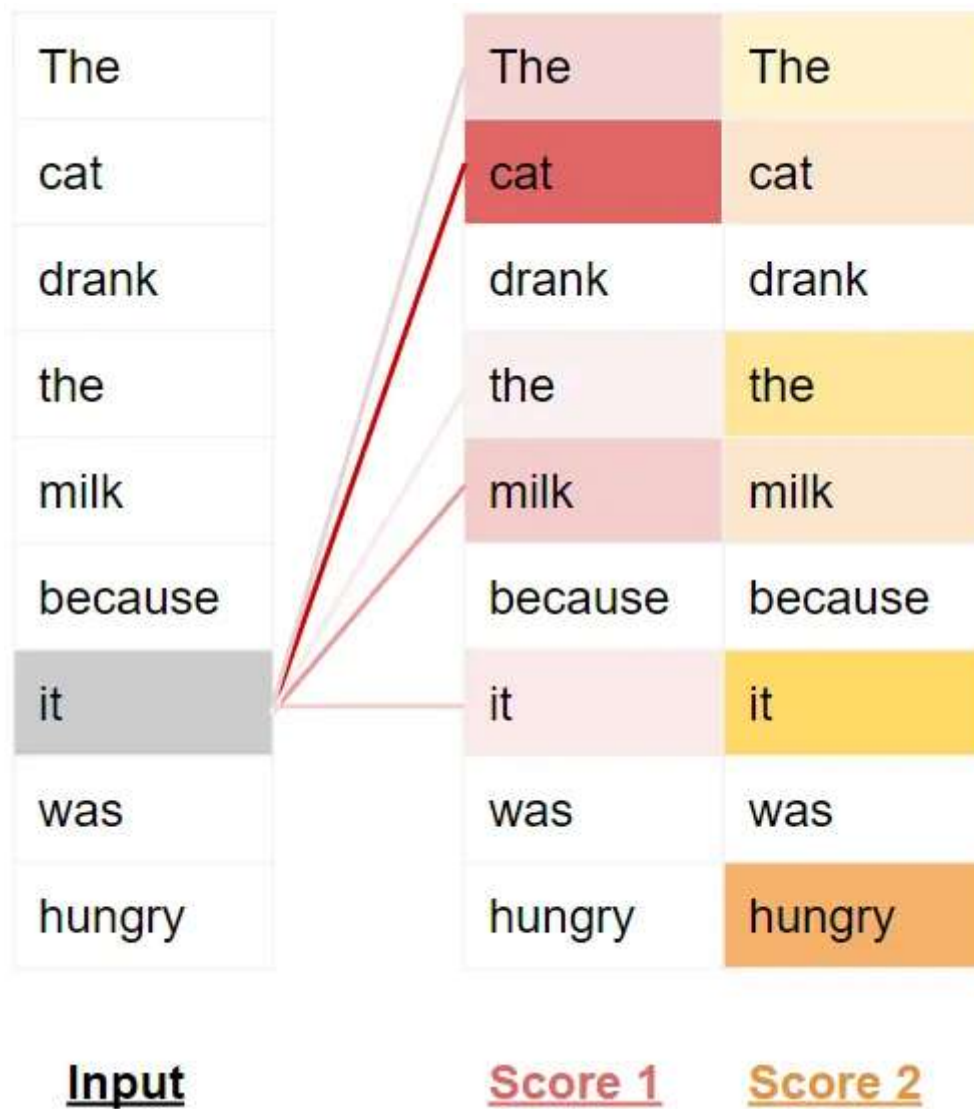 The The The
cat cat cat
drank drank drank
the the the
milk milk milk
because because because
it it it
was was was
hungry hungry hungry
Input Score 1 Score 2